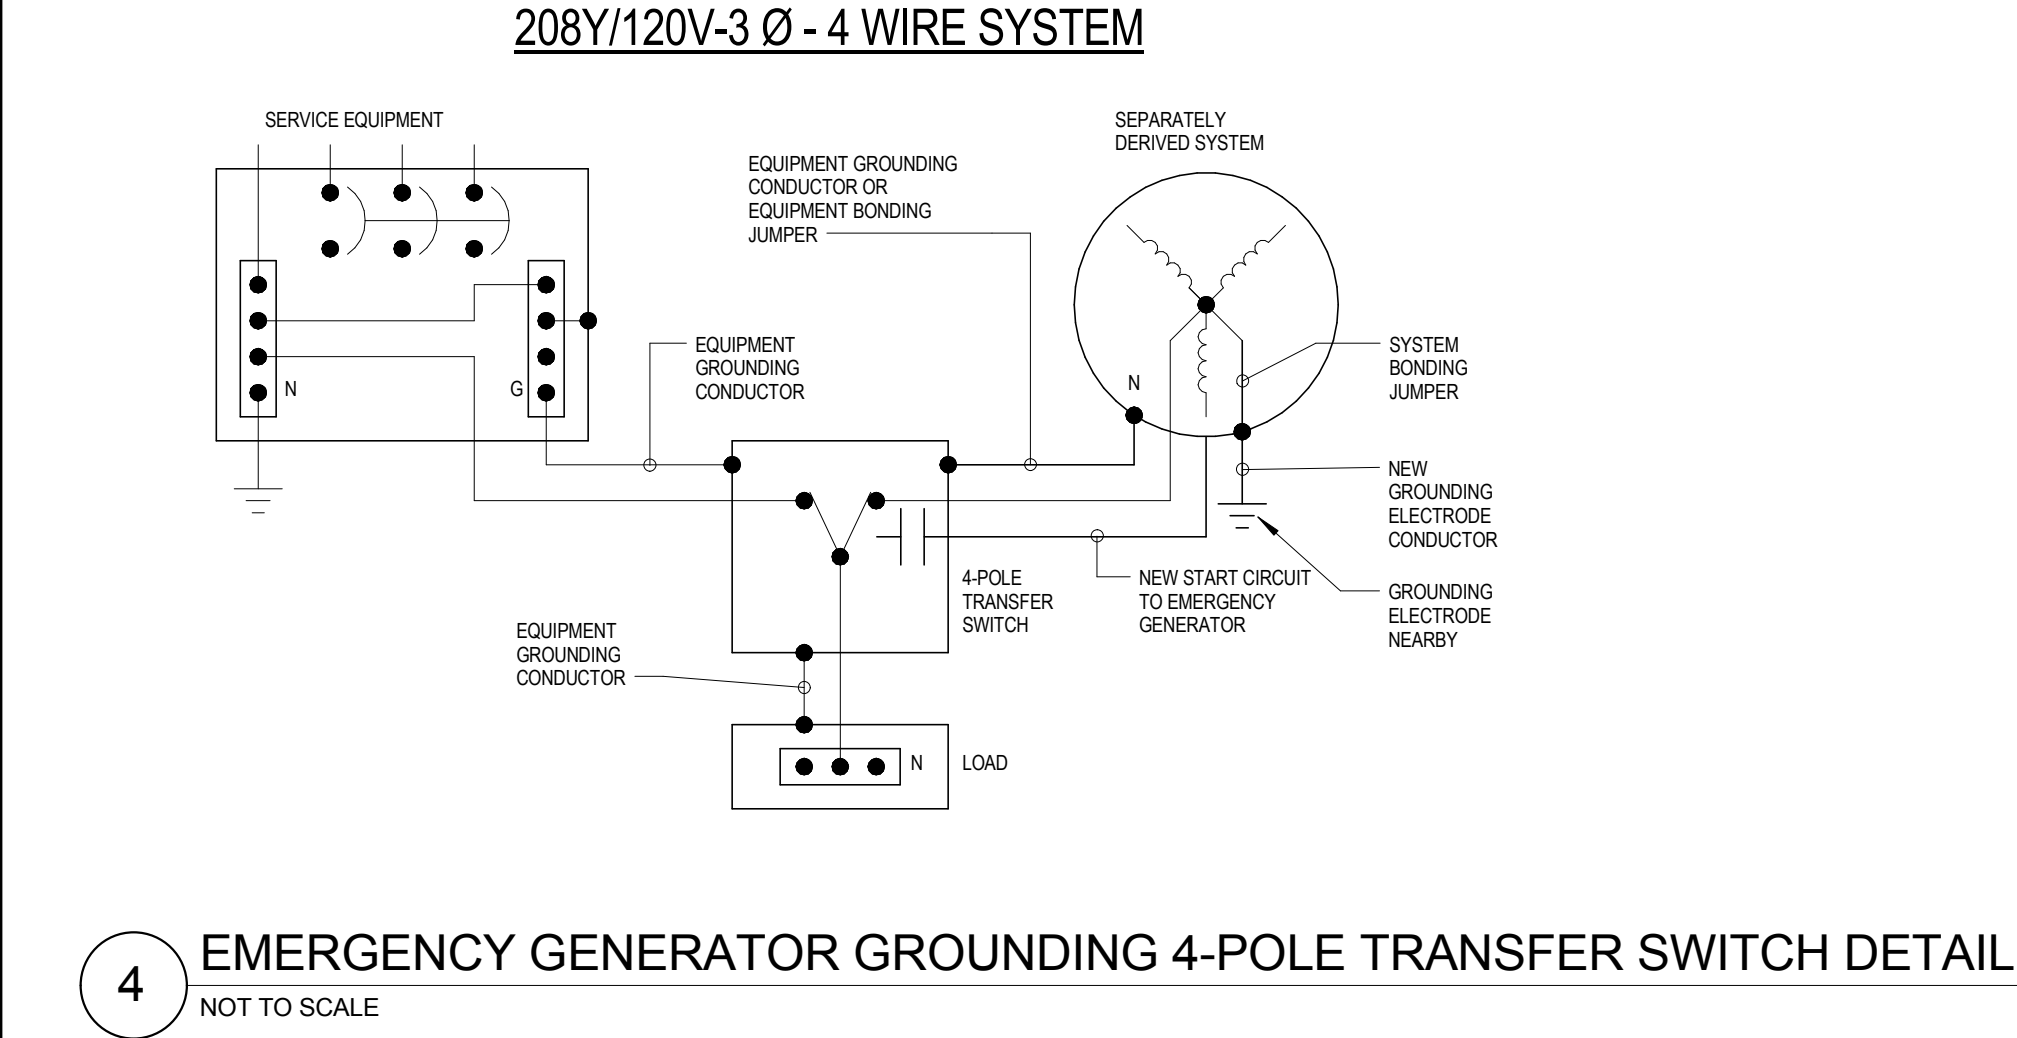 208Y/120V-3 Ø - 4 WIRE SYSTEM
SERVICE EQUIPMENT
SEPARATELY
DERIVED SYSTEM
EQUIPMENT GROUNDING
CONDUCTOR OR
EQUIPMENT BONDING
JUMPER
EQUIPMENT
GROUNDING
CONDUCTOR
SYSTEM
BONDING
JUMPER
N
G
N
NEW
GROUNDING
ELECTRODE
CONDUCTOR
4-POLE
TRANSFER
SWITCH
NEW START CIRCUIT
TO EMERGENCY
GENERATOR
GROUNDING
ELECTRODE
NEARBY
EQUIPMENT
GROUNDING
CONDUCTOR
N
LOAD
4
EMERGENCY GENERATOR GROUNDING 4-POLE TRANSFER SWITCH DETAIL
NOT TO SCALE